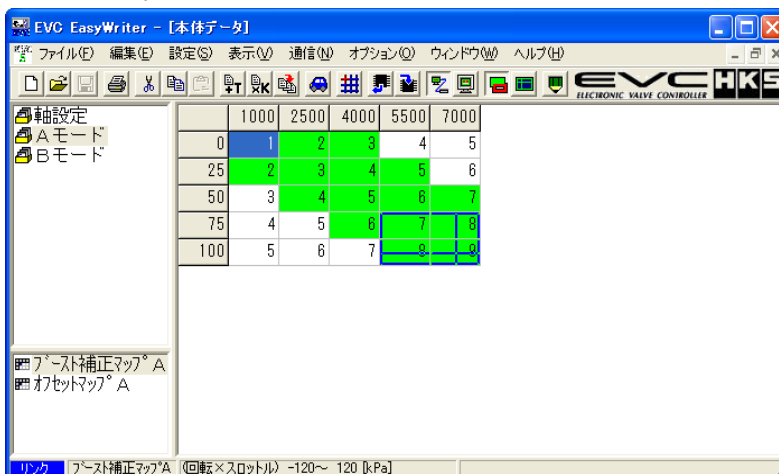 EVC EasyWriter - [本体データ]
ファイル(F) 編集(E) 設定(S) 表示(V) 通信(N) オプション(O) ウィンドウ(W) ヘルプ(H)
EVC HKS
ELECTRONIC VALVE CONTROLLER
軸設定
Aモード
Bモード
1000 2500 4000 5500 7000
0 1 2 3 4 5
25 2 3 4 5 6
50 3 4 5 6 7
75 4 5 6 7 8
100 5 6 7 8 9
ブースト補正マップA
オフセットマップA
リンク ブースト補正マップA (回転×スロットル) -120~ 120 [kPa]